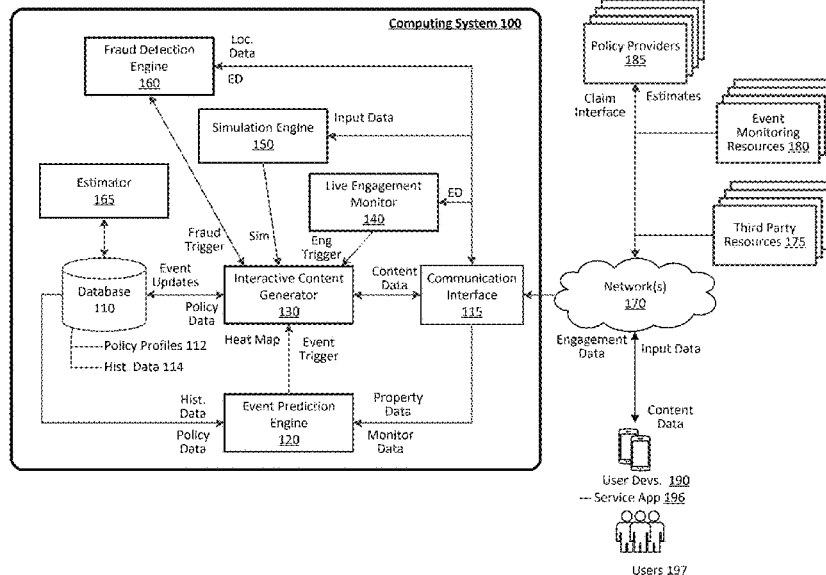 Computing System 100
Fraud Detection
Engine
160
Loc.
Data
ED
Simulation Engine
150
Input Data
Estimator
165
Live Engagement
Monitor
140
ED
Fraud
Trigger
Sim
Eng
Trigger
Database
110
Event
Updates
Policy
Data
Interactive Content
Generator
130
Content
Data
Communication
Interface
115
Heat Map
Event
Trigger
Policy Profiles 112
Hist. Data 114
Hist.
Data
Policy
Data
Event Prediction
Engine
120
Property
Data
Monitor Data
Policy Providers
185
Claim
Interface
Estimates
Event
Monitoring
Resources 180
Third Party
Resources 175
Network(s)
170
Engagement
Data
Input Data
Content
Data
User Devs. 190
Service App 196
Users 197